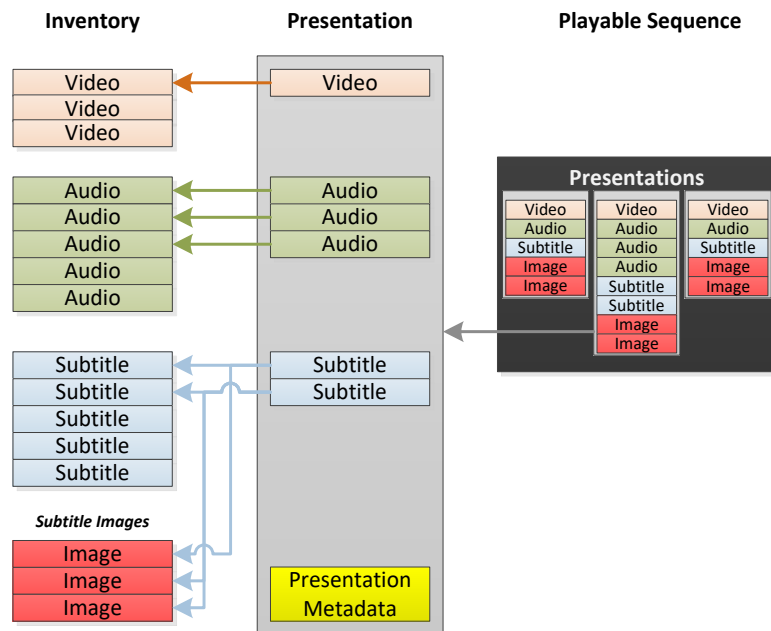 Inventory
Presentation
Playable Sequence
Video
Video
Video
Audio
Audio
Audio
Audio
Audio
Subtitle
Subtitle
Subtitle
Subtitle
Subtitle
Subtitle Images
Image
Image
Image
Video
Audio
Audio
Audio
Subtitle
Subtitle
Presentation
Metadata
Presentations
Video
Audio
Subtitle
Image
Image
Video
Audio
Audio
Audio
Subtitle
Subtitle
Image
Image
Video
Audio
Subtitle
Image
Image